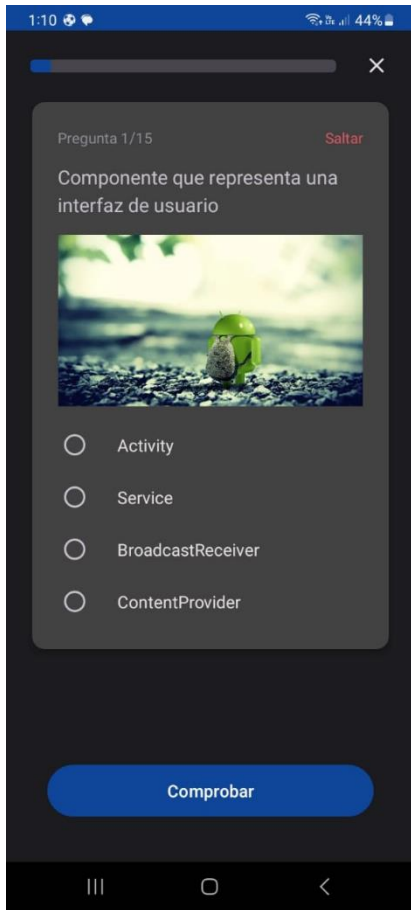 1:10 44%
Pregunta 1/15 Saltar
Componente que representa una
interfaz de usuario
Activity
Service
BroadcastReceiver
ContentProvider
Comprobar